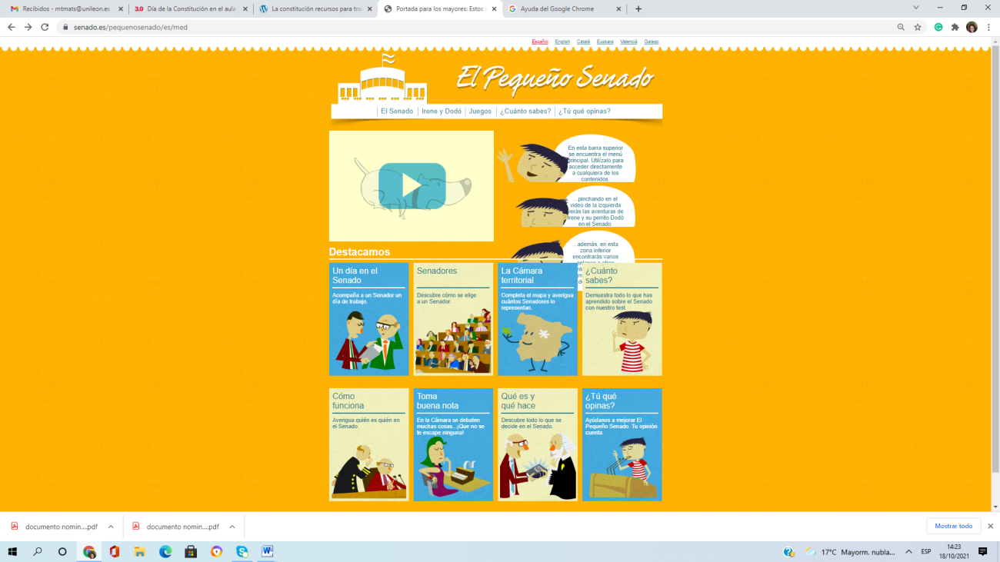 Recibidos - mtmats@unileon.es -
3.0 Día de la Constitución en el aula
La constitución recursos para tra
Portada para los mayores: Estos
Ayuda del Google Chrome
senado.es/pequenosenado/es/med
Español English Català Euskara Valencià Galego
El Pequeño Senado
El Senado Irene y Dodó Juegos ¿Cuánto sabes? ¿Tú qué opinas?
En esta barra superior
se encuentra el menú
principal. Utilízalo para
acceder directamente
a cualquiera de los
contenidos.
...pinchando en el
vídeo de la izquierda
verás las aventuras de
Irene y su perrito Dodó
en el Senado.
...además, en esta
zona inferior
encontrarás varios
Destacamos
Un día en el
Senado
Acompaña a un Senador un
día de trabajo.
Senadores
Descubre cómo se elige
a un Senador.
La Cámara
territorial
Completa el mapa y averigua
cuántos Senadores lo
representan.
¿Cuánto
sabes?
Demuestra todo lo que has
aprendido sobre el Senado
con nuestro test.
Cómo
funciona
Averigua quién es quién en
el Senado.
Toma
buena nota
En la Cámara se debaten
muchas cosas...¡Que no se
te escape ninguna!
Qué es y
qué hace
Descubre todo lo que se
decide en el Senado.
¿Tú qué
opinas?
Ayúdanos a mejorar El
Pequeño Senado. Tu opinión
cuenta.
documento nomin....pdf
documento nomin....pdf
Mostrar todo
17°C Mayorm. nubla...
ESP
14:23
18/10/2021